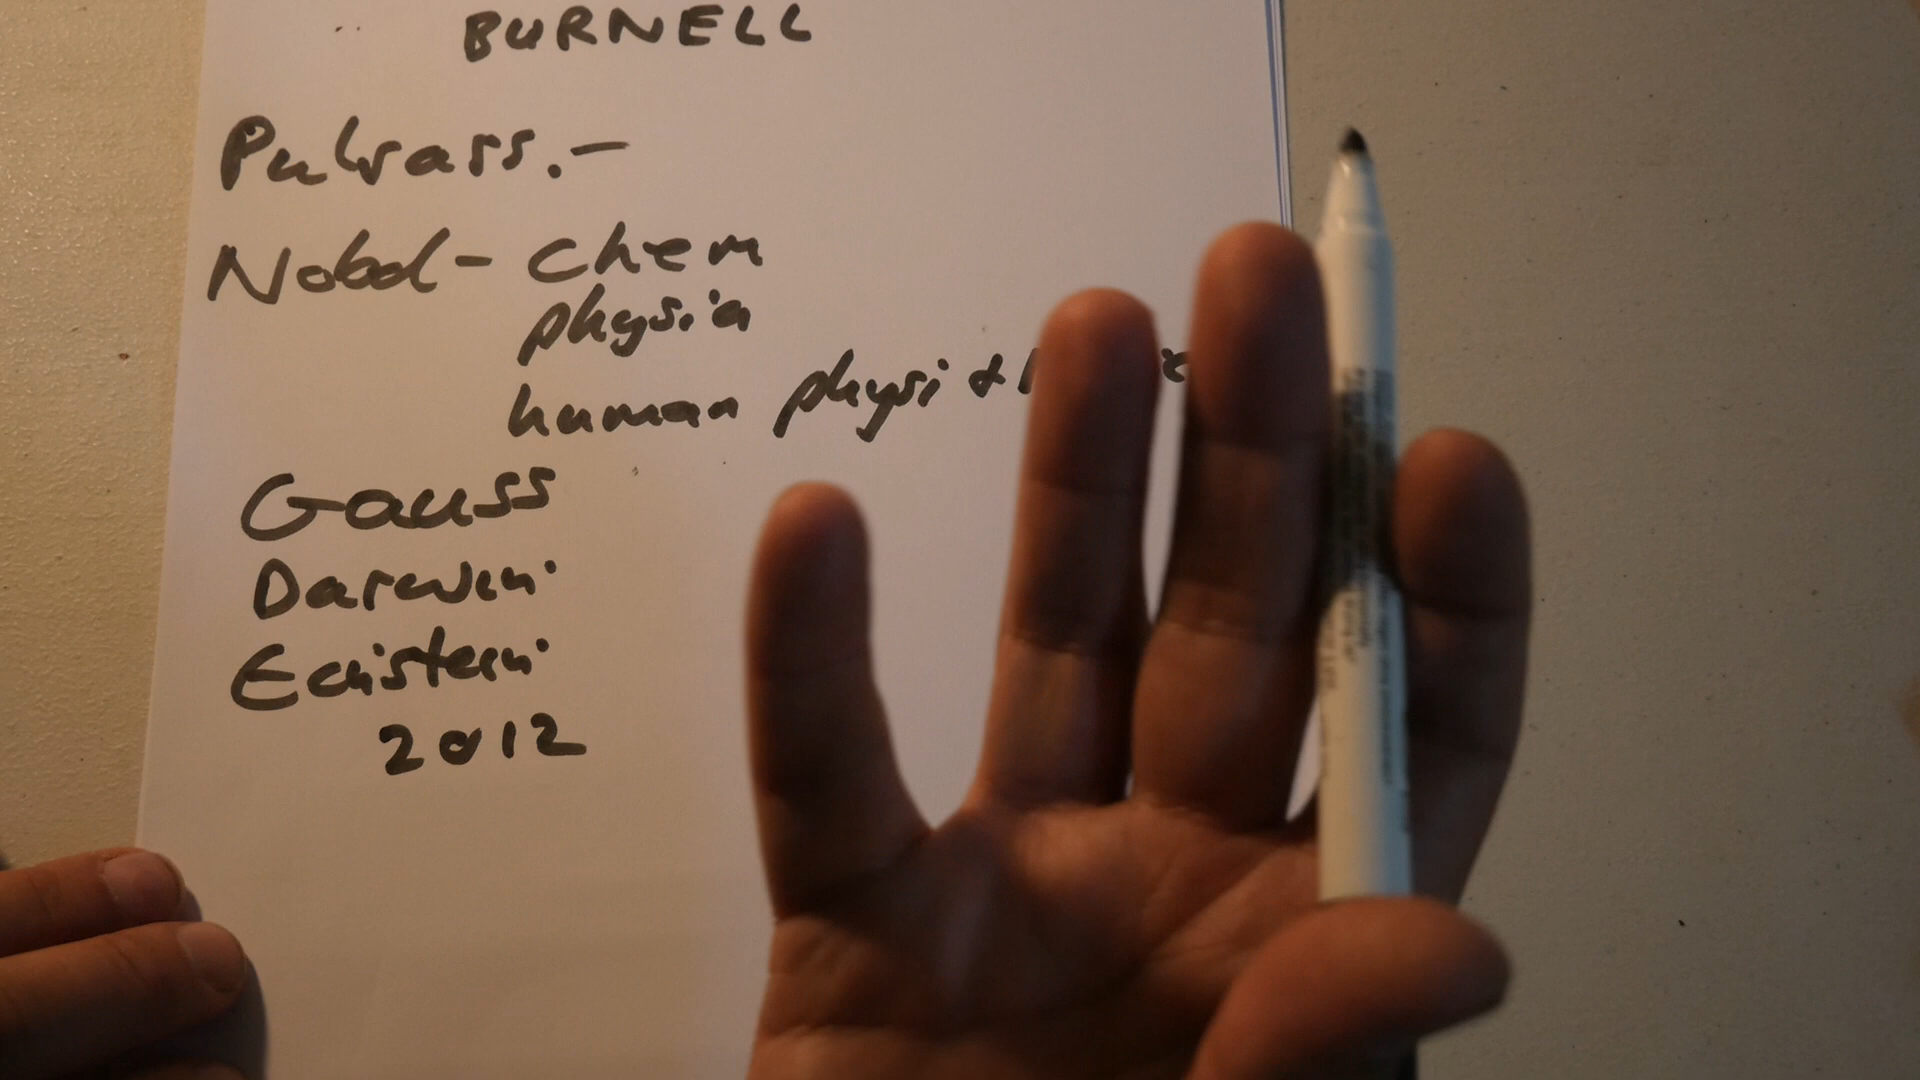 BURNELL
Pulsars.-
Nobel - Chem
physics
human physi +
Gauss
Darwin
Einstein
2012